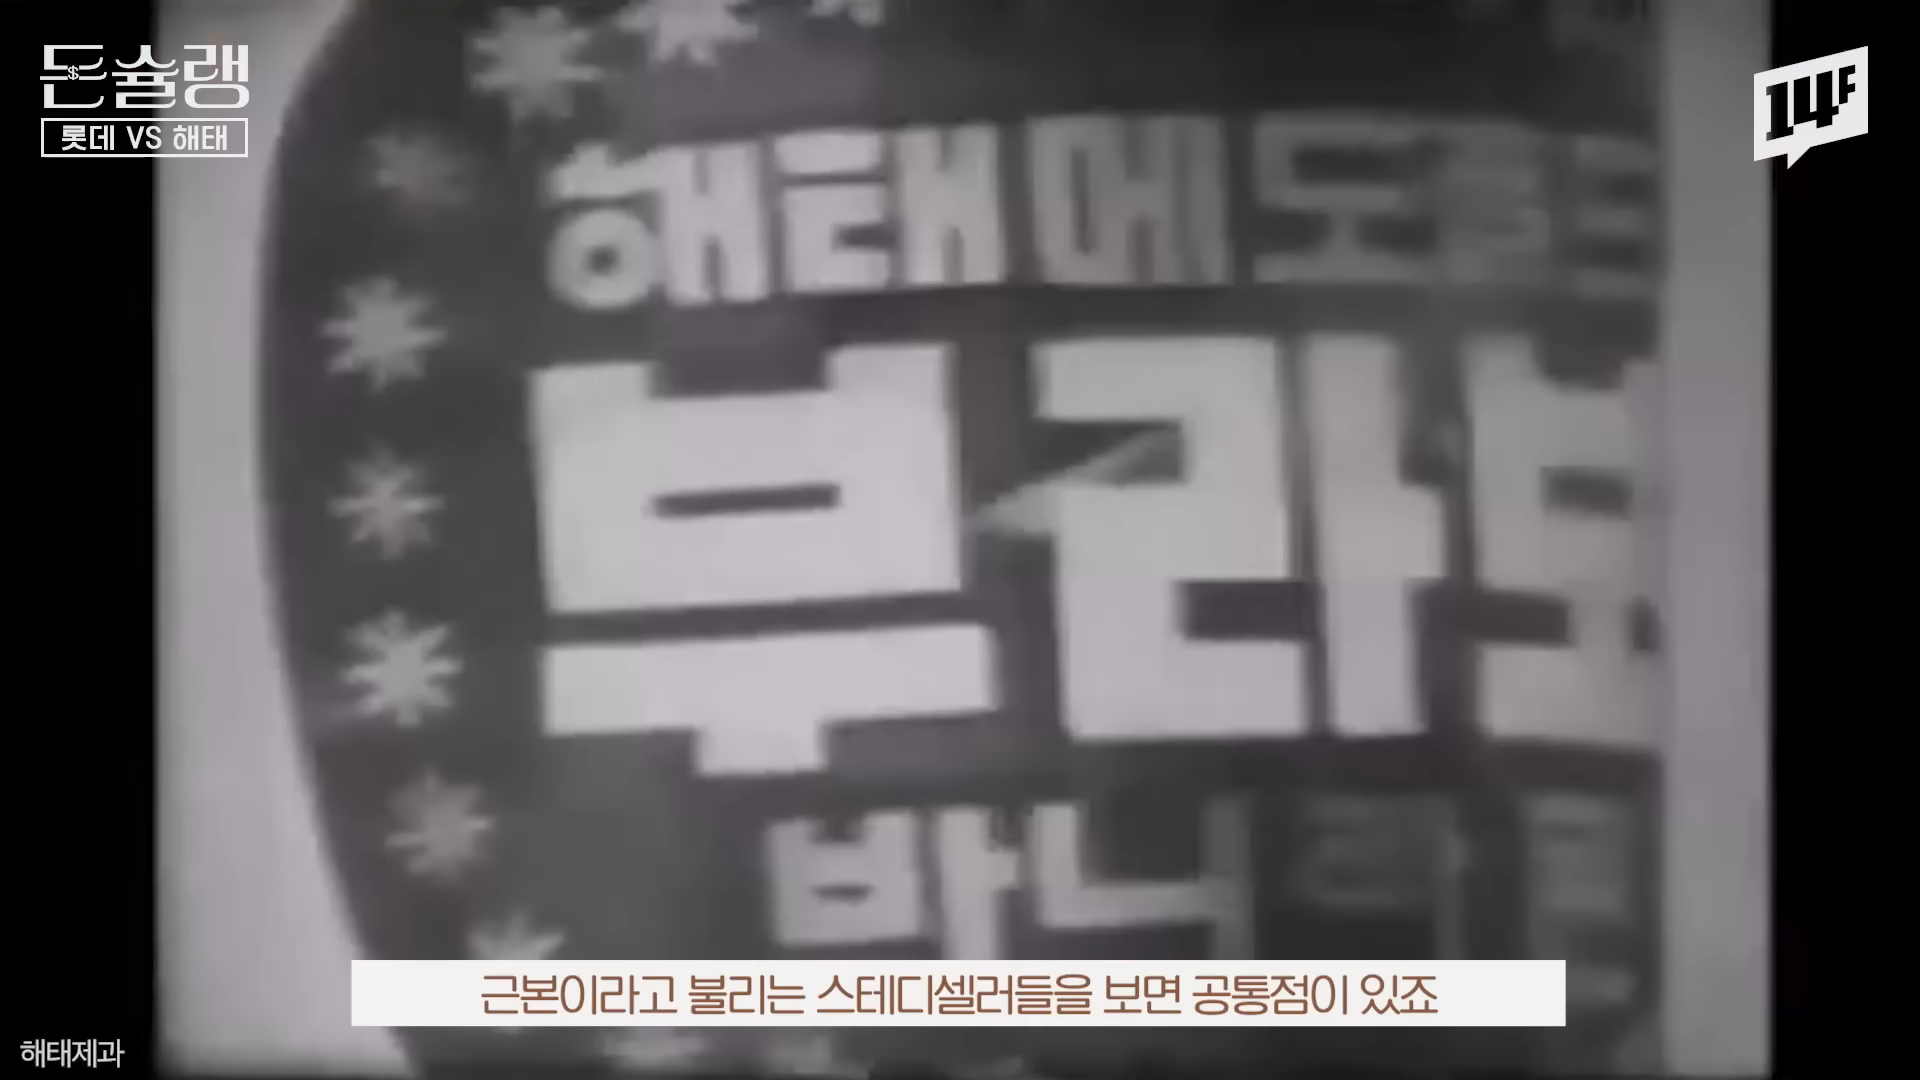 돈슐랭
롯데 VS 해태
14F
해태 메도
부라보
바니
근본이라고 불리는 스테디셀러들을 보면 공통점이 있죠
해태제과